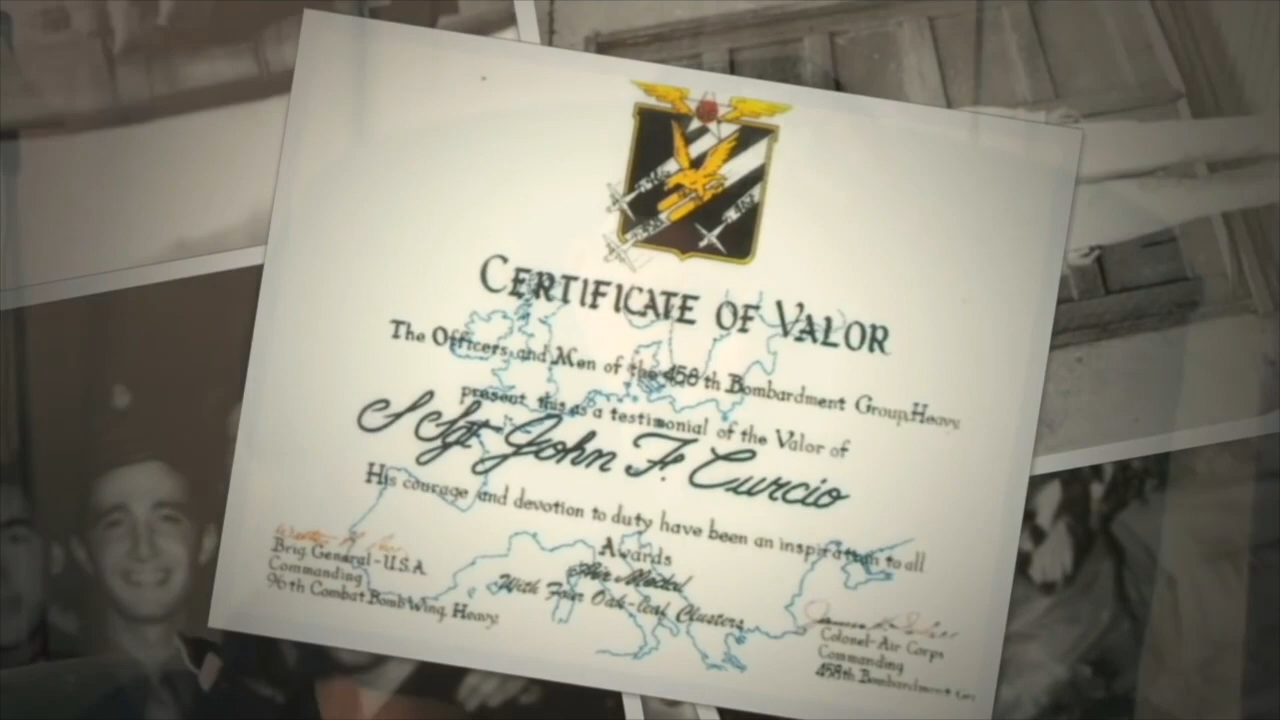 CERTIFICATE OF VALOR
The Officers and Men of the 458th Bombardment Group, Heavy
present this as a testimonial of the Valor of
S Sgt John F. Curcio
His courage and devotion to duty have been an inspiration to all
Awards
Air Medal
With Four Oak-leaf Clusters
Brig. General - U.S.A.
Commanding
96th Combat Bomb Wing, Heavy
Colonel - Air Corps
Commanding
458th Bombardment